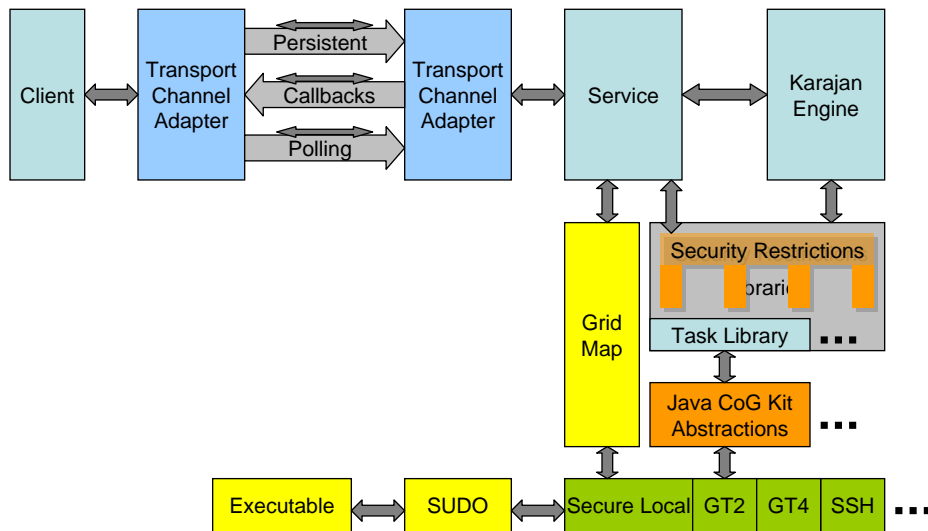 Client
Transport
Channel
Adapter
Persistent
Callbacks
Polling
Transport
Channel
Adapter
Service
Karajan
Engine
Security Restrictions
Grid
Map
Task Library
...
Java CoG Kit
Abstractions
...
Executable
SUDO
Secure Local
GT2
GT4
SSH
...